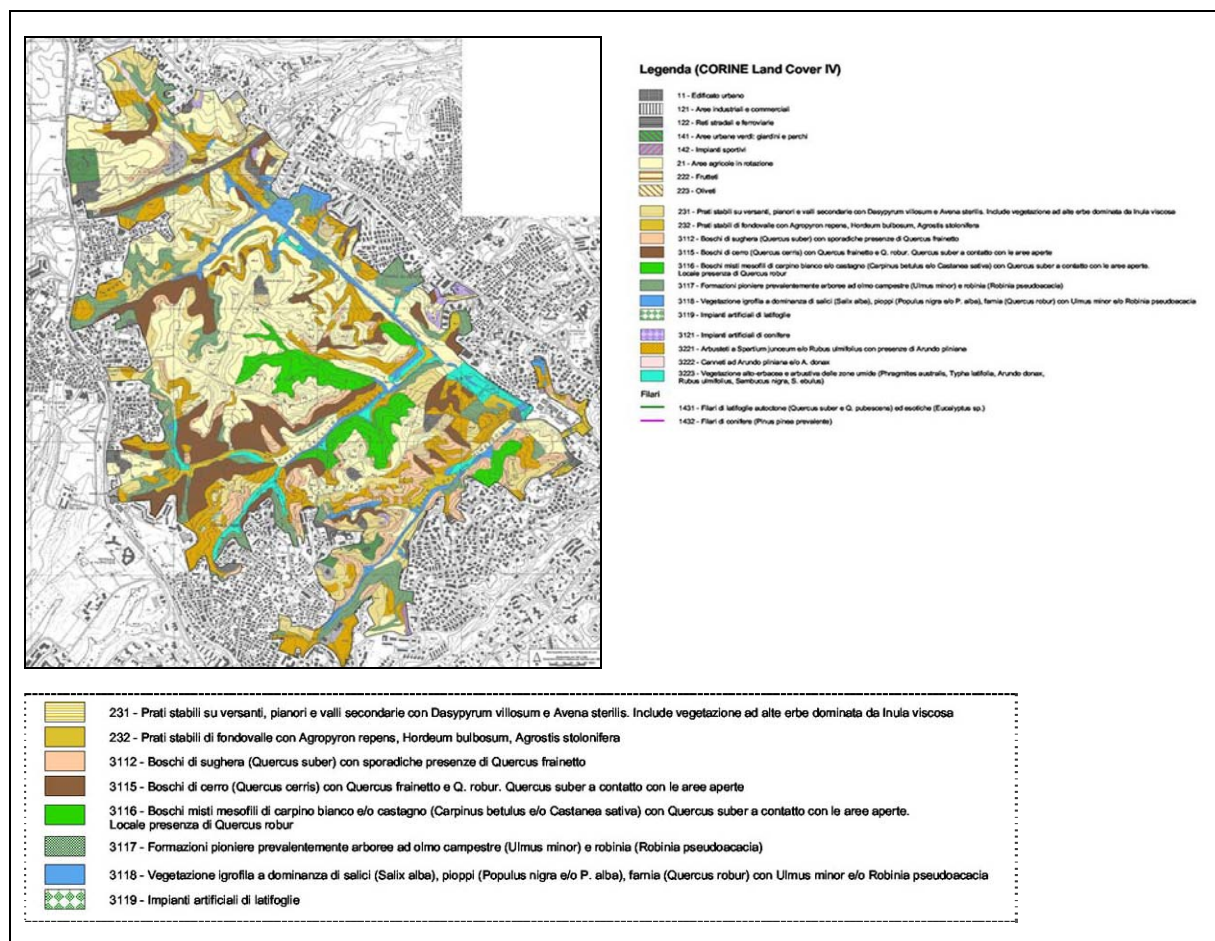 Legenda (CORINE Land Cover IV)
11 - Edificato urbano
121 - Aree industriali e commerciali
122 - Reti stradali e ferroviarie
141 - Aree urbane verdi: giardini e parchi
142 - Impianti sportivi
21 - Aree agricole in rotazione
222 - Frutteti
223 - Oliveti
231 - Prati stabili su versanti, pianori e valli secondarie con Dasypyrum villosum e Avena sterilis. Include vegetazione ad alte erbe dominata da Inula viscosa
232 - Prati stabili di fondovalle con Agropyron repens, Hordeum bulbosum, Agrostis stolonifera
3112 - Boschi di sughera (Quercus suber) con sporadiche presenze di Quercus frainetto
3115 - Boschi di cerro (Quercus cerris) con Quercus frainetto e Q. robur. Quercus suber a contatto con le aree aperte
3116 - Boschi misti mesofili di carpino bianco e/o castagno (Carpinus betulus e/o Castanea sativa) con Quercus suber a contatto con le aree aperte.
Locale presenza di Quercus robur
3117 - Formazioni pioniere prevalentemente arboree ad olmo campestre (Ulmus minor) e robinia (Robinia pseudoacacia)
3118 - Vegetazione igrofila a dominanza di salici (Salix alba), pioppi (Populus nigra e/o P. alba), farnia (Quercus robur) con Ulmus minor e/o Robinia pseudoacacia
3119 - Impianti artificiali di latifoglie
3121 - Impianti artificiali di conifere
3221 - Arbusteti a Spartium junceum e/o Rubus ulmifolius con presenze di Arundo pliniana
3222 - Canneti ad Arundo pliniana e/o A. donax
3223 - Vegetazione alto-erbacea e arbustiva delle zone umide (Phragmites australis, Typha latifolia, Arundo donax,
Rubus ulmifolius, Sambucus nigra, S. ebulus)
Filari
1431 - Filari di latifoglie autoctone (Quercus suber e Q. pubescens) ed esotiche (Eucalyptus sp.)
1432 - Filari di conifere (Pinus pinea prevalente)
231 - Prati stabili su versanti, pianori e valli secondarie con Dasypyrum villosum e Avena sterilis. Include vegetazione ad alte erbe dominata da Inula viscosa
232 - Prati stabili di fondovalle con Agropyron repens, Hordeum bulbosum, Agrostis stolonifera
3112 - Boschi di sughera (Quercus suber) con sporadiche presenze di Quercus frainetto
3115 - Boschi di cerro (Quercus cerris) con Quercus frainetto e Q. robur. Quercus suber a contatto con le aree aperte
3116 - Boschi misti mesofili di carpino bianco e/o castagno (Carpinus betulus e/o Castanea sativa) con Quercus suber a contatto con le aree aperte.
Locale presenza di Quercus robur
3117 - Formazioni pioniere prevalentemente arboree ad olmo campestre (Ulmus minor) e robinia (Robinia pseudoacacia)
3118 - Vegetazione igrofila a dominanza di salici (Salix alba), pioppi (Populus nigra e/o P. alba), farnia (Quercus robur) con Ulmus minor e/o Robinia pseudoacacia
3119 - Impianti artificiali di latifoglie